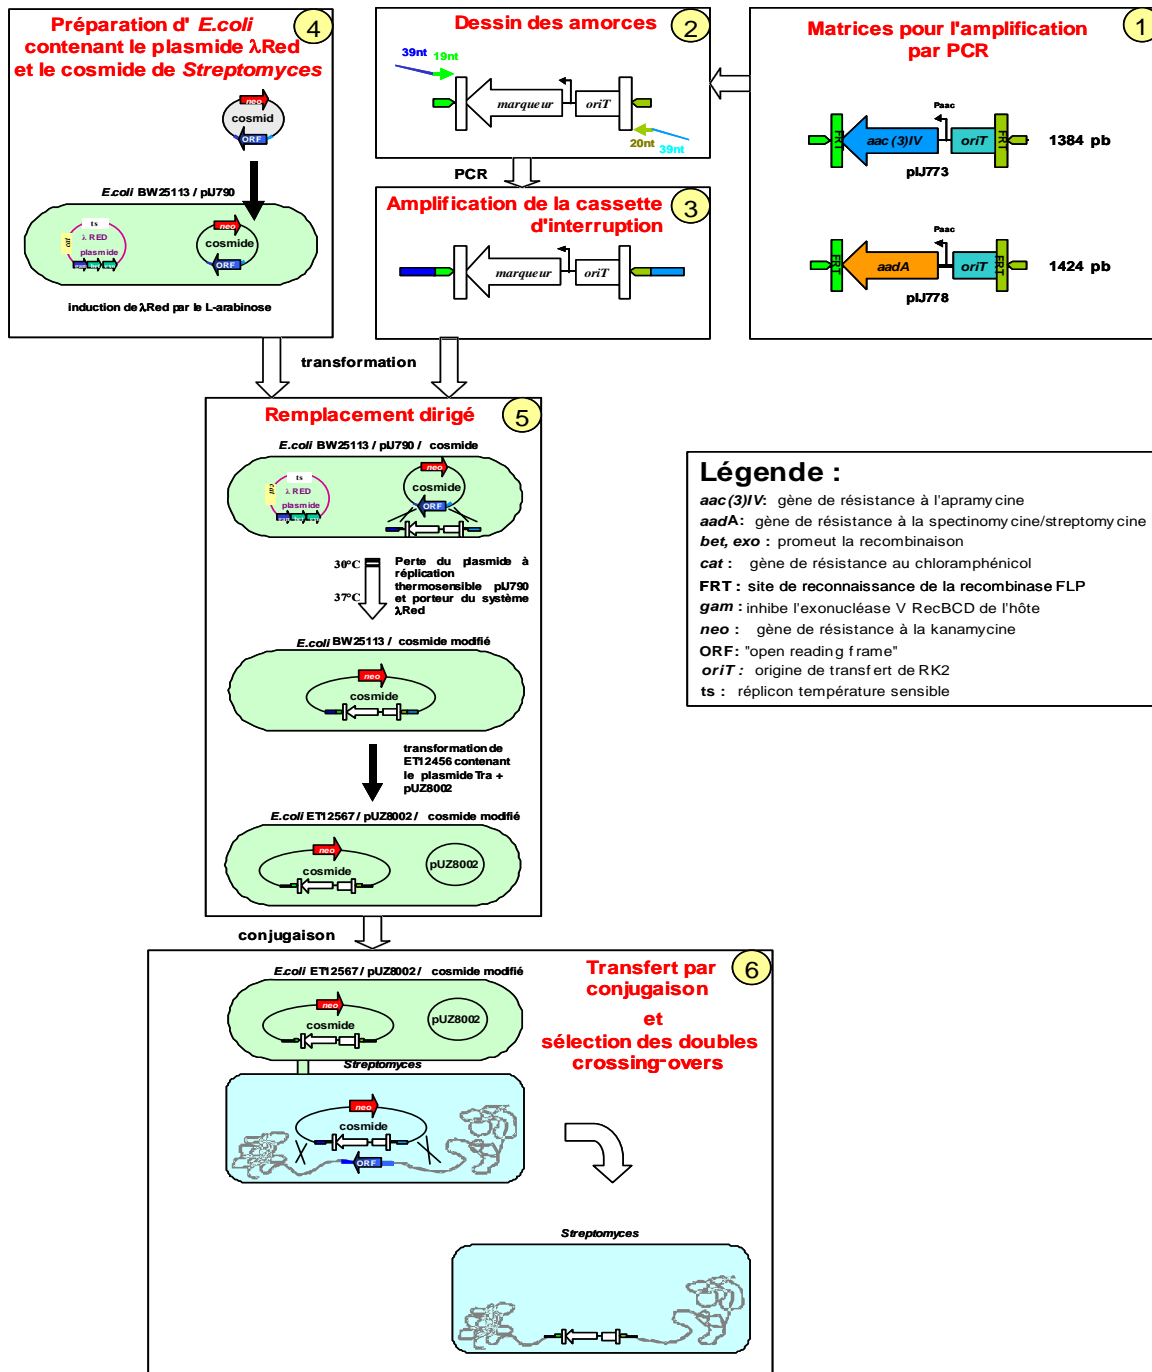 Préparation d' E.coli
contenant le plasmide λRed
et le cosmide de Streptomyces
4
neo
cosmid
ORF
E.coli BW25113 / pIJ790
ts
cat
λ RED
plasmide
neo
cosmide
ORF
induction de λRed par le L-arabinose
Dessin des amorces
2
39nt
19nt
marqueur
oriT
20nt
39nt
PCR
Amplification de la cassette
d'interruption
3
marqueur
oriT
Matrices pour l'amplification
par PCR
1
Paac
FRT
aac(3)IV
oriT
FRT
1384 pb
pIJ773
Paac
FRT
aadA
oriT
FRT
1424 pb
pIJ778
transformation
Remplacement dirigé
5
E.coli BW25113 / pIJ790 / cosmide
ts
cat
λ RED
plasmide
neo
cosmide
ORF
30°C
37°C
Perte du plasmide à
réplication
thermosensible pIJ790
et porteur du système
λRed
E.coli BW25113 / cosmide modifié
neo
cosmide
transformation de
ET12456 contenant
le plasmide Tra +
pUZ8002
E.coli ET12567 / pUZ8002 / cosmide modifié
neo
cosmide
pUZ8002
Légende :
aac(3)IV: gène de résistance à l'apramycine
aadA: gène de résistance à la spectinomycine/streptomycine
bet, exo : promeut la recombinaison
cat : gène de résistance au chloramphénicol
FRT : site de reconnaissance de la recombinase FLP
gam : inhibe l'exonucléase V RecBCD de l'hôte
neo : gène de résistance à la kanamycine
ORF: "open reading frame"
oriT : origine de transfert de RK2
ts : réplicon température sensible
conjugaison
6
E.coli ET12567 / pUZ8002 / cosmide modifié
neo
cosmide
pUZ8002
Transfert par
conjugaison
et
sélection des doubles
crossing-overs
Streptomyces
neo
cosmide
ORF
Streptomyces